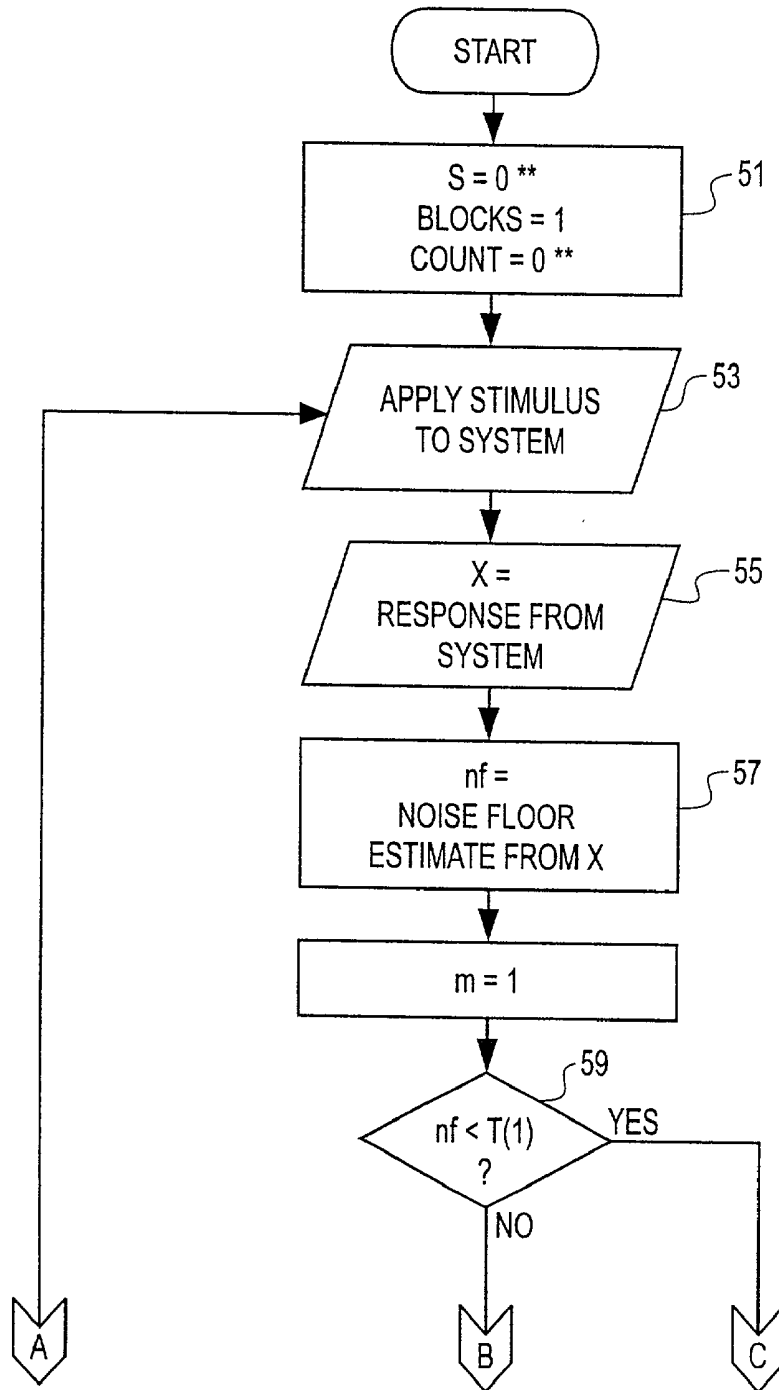 START
S = 0 **
BLOCKS = 1
COUNT = 0 **
51
APPLY STIMULUS
TO SYSTEM
53
X =
RESPONSE FROM
SYSTEM
55
nf =
NOISE FLOOR
ESTIMATE FROM X
57
m = 1
59
nf < T(1)
?
YES
NO
A
B
C